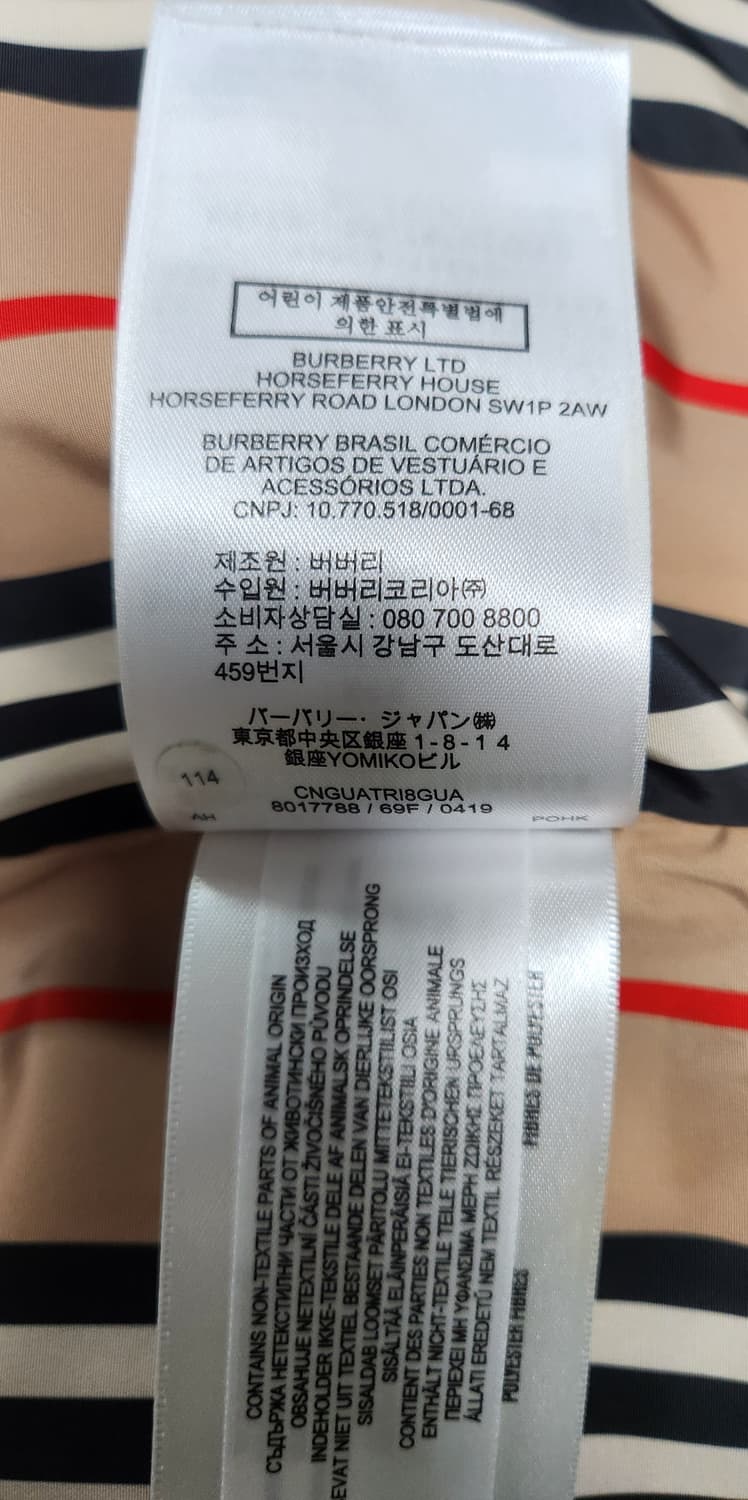 어린이 제품안전특별법에
의한 표시
BURBERRY LTD
HORSEFERRY HOUSE
HORSEFERRY ROAD LONDON SW1P 2AW
BURBERRY BRASIL COMÉRCIO
DE ARTIGOS DE VESTUÁRIO E
ACESSÓRIOS LTDA.
CNPJ: 10.770.518/0001-68
제조원 : 버버리
수입원 : 버버리코리아㈜
소비자상담실 : 080 700 8800
주 소 : 서울시 강남구 도산대로
459번지
バーバリー・ジャパン㈱
東京都中央区銀座 1 - 8 - 1 4
銀座YOMIKOビル
114
CNGUATRI8GUA
8017788 / 69F / 0419
AH
POHK
CONTAINS NON-TEXTILE PARTS OF ANIMAL ORIGIN
СЪДЪРЖА НЕТЕКСТИЛНИ ЧАСТИ ОТ ЖИВОТИНСКИ ПРОИЗХОД
OBSAHUJE NETEXTILNÍ ČÁSTI ŽIVOČIŠNÉHO PŮVODU
INDEHOLDER IKKE-TEKSTILE DELE AF ANIMALSK OPRINDELSE
EVAT NIET UIT TEXTIEL BESTAANDE DELEN VAN DIERLIJKE OORSPRONG
SISALDAB LOOMSET PÄRITOLU MITTETEKSTIILIST OSI
SISÄLTÄÄ ELÄINPERÄISIÄ EI-TEKSTIILI OSIA
CONTIENT DES PARTIES NON TEXTILES D'ORIGINE ANIMALE
ENTHÄLT NICHT-TEXTILE TEILE TIERISCHEN URSPRUNGS
ΠΕΡΙΕΧΕΙ ΜΗ ΥΦΑΝΣΙΜΑ ΜΕΡΗ ΖΩΙΚΗΣ ΠΡΟΕΛΕΥΣΗΣ
ÁLLATI EREDETŰ NEM TEXTIL RÉSZEKET TARTALMAZ
POLYESTER FIBRES
FIBRES DE POLYESTER